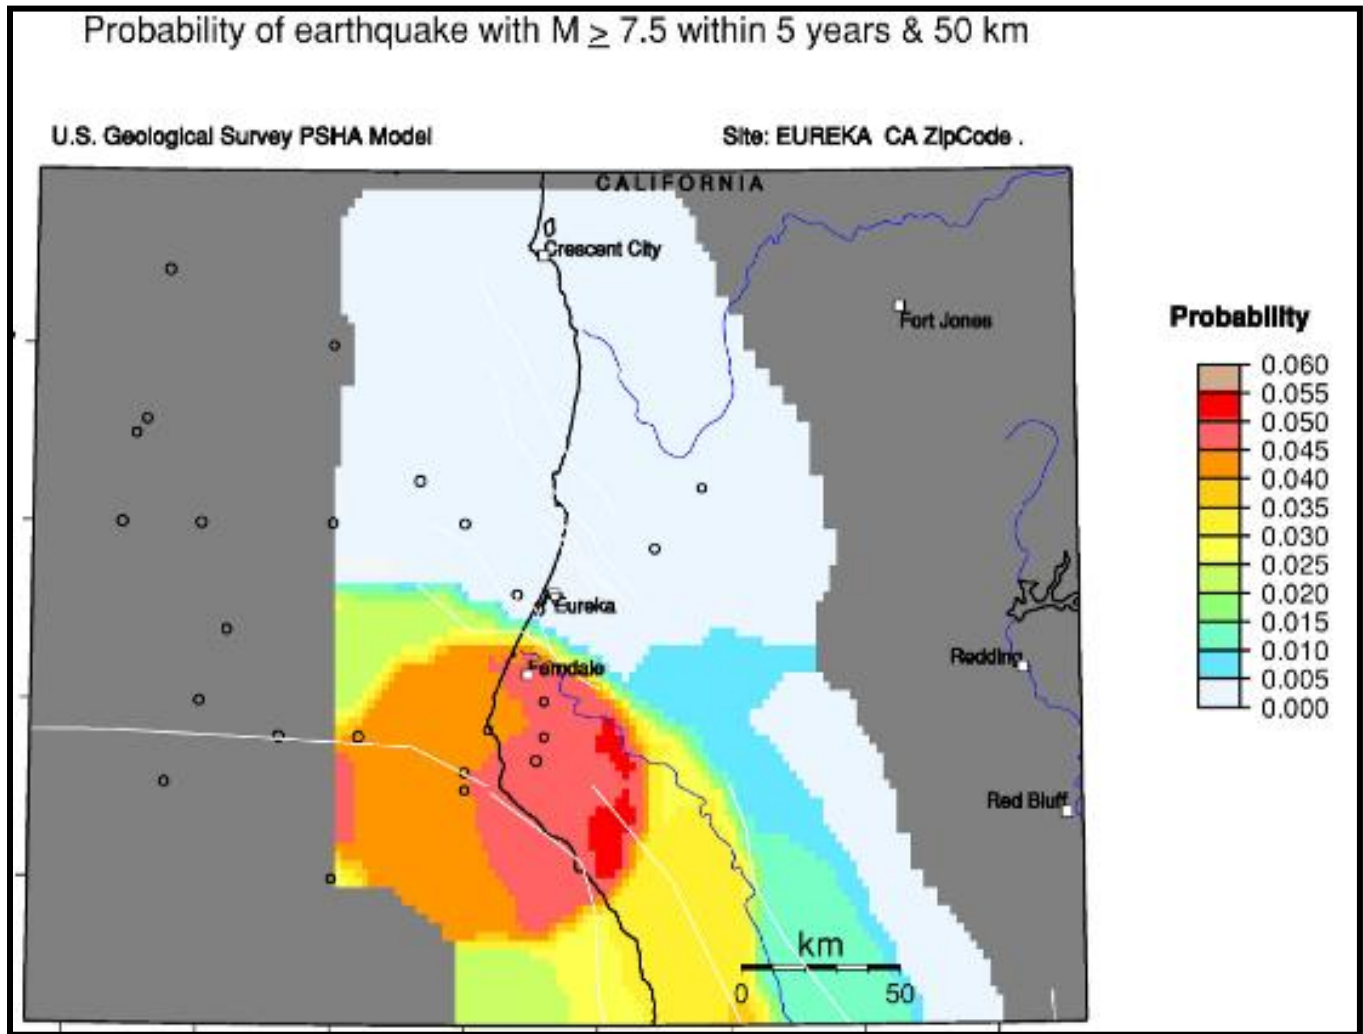 Probability of earthquake with M ≥ 7.5 within 5 years & 50 km
U.S. Geological Survey PSHA Model
Site: EUREKA CA ZipCode .
CALIFORNIA
Crescent City
Fort Jones
Eureka
Ferndale
Redding
Red Bluff
km
0
50
Probability
0.060
0.055
0.050
0.045
0.040
0.035
0.030
0.025
0.020
0.015
0.010
0.005
0.000